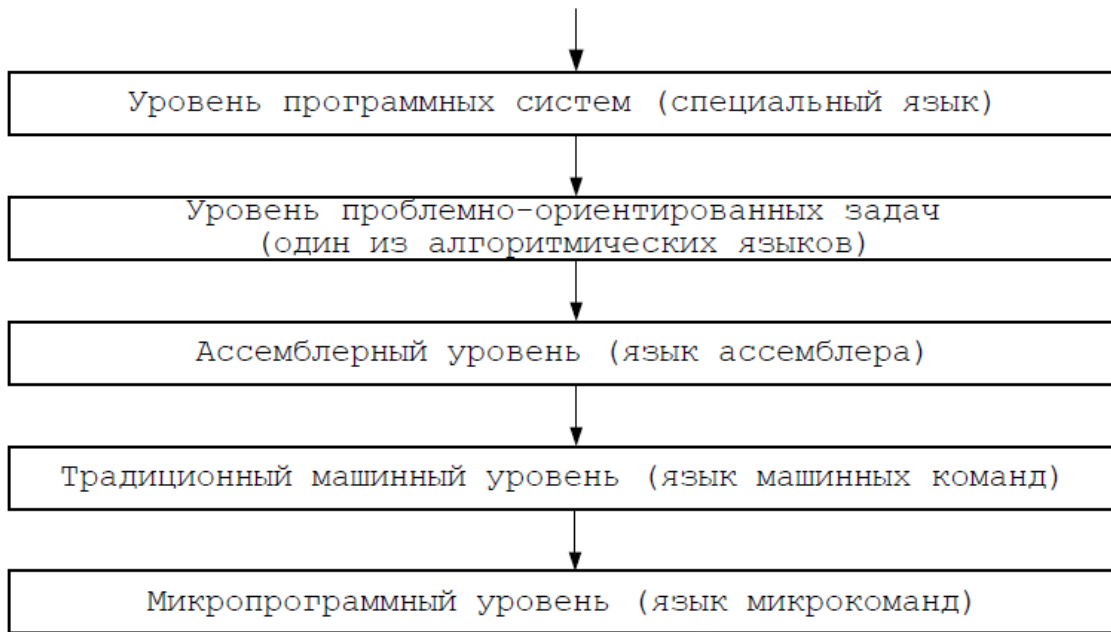 Уровень программных систем (специальный язык)
Уровень проблемно-ориентированных задач
(один из алгоритмических языков)
Ассемблерный уровень (язык ассемблера)
Традиционный машинный уровень (язык машинных команд)
Микропрограммный уровень (язык микрокоманд)